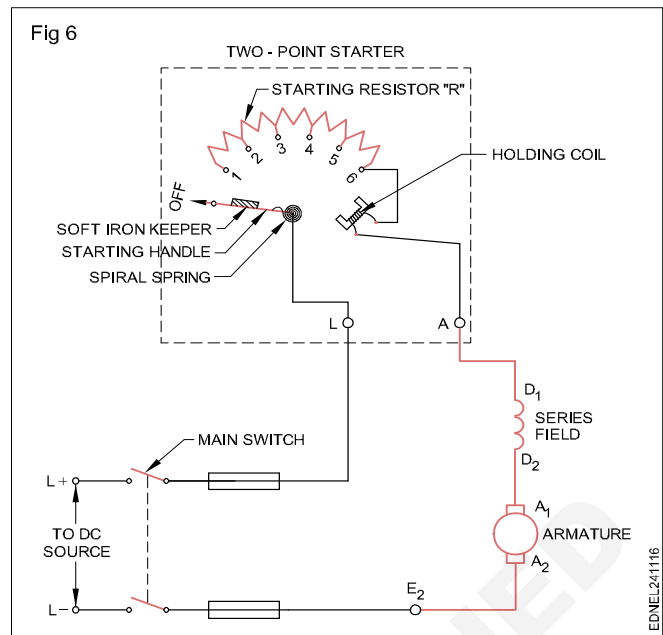 Fig 6
TWO - POINT STARTER
STARTING RESISTOR "R"
1
2
3
4
5
6
HOLDING COIL
OFF
SOFT IRON KEEPER
STARTING HANDLE
SPIRAL SPRING
L
A
D1
SERIES
FIELD
D2
MAIN SWITCH
L+
TO DC
SOURCE
L-
A1
ARMATURE
A2
E2
EDNEL241116
NED